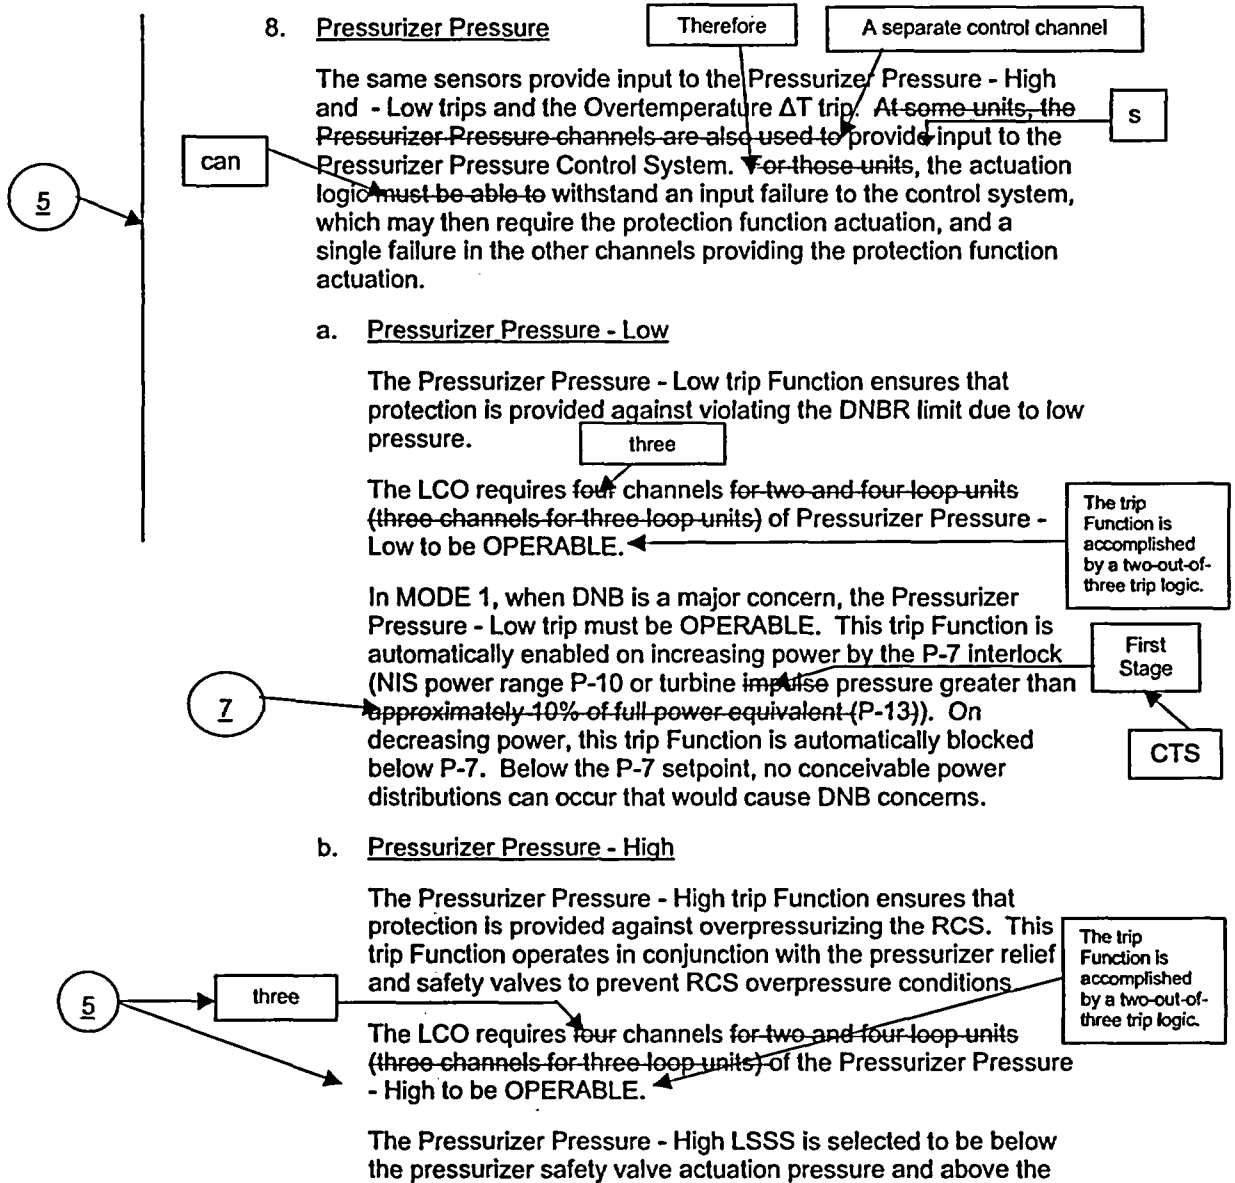 8. Pressurizer Pressure
Therefore
A separate control channel
The same sensors provide input to the Pressurizer Pressure - High
and - Low trips and the Overtemperature ΔT trip. At some units, the
s
Pressurizer Pressure channels are also used to provide input to the
can
Pressurizer Pressure Control System. For those units, the actuation
5
logic must be able to withstand an input failure to the control system,
which may then require the protection function actuation, and a
single failure in the other channels providing the protection function
actuation.
a. Pressurizer Pressure - Low
The Pressurizer Pressure - Low trip Function ensures that
protection is provided against violating the DNBR limit due to low
pressure.
three
The LCO requires four channels for two and four loop units
(three channels for three loop units) of Pressurizer Pressure -
Low to be OPERABLE.
The trip
Function is
accomplished
by a two-out-of-
three trip logic.
In MODE 1, when DNB is a major concern, the Pressurizer
Pressure - Low trip must be OPERABLE. This trip Function is
automatically enabled on increasing power by the P-7 interlock
First
Stage
(NIS power range P-10 or turbine impulse pressure greater than
7
approximately 10% of full power equivalent (P-13)). On
CTS
decreasing power, this trip Function is automatically blocked
below P-7. Below the P-7 setpoint, no conceivable power
distributions can occur that would cause DNB concerns.
b. Pressurizer Pressure - High
The Pressurizer Pressure - High trip Function ensures that
protection is provided against overpressurizing the RCS. This
trip Function operates in conjunction with the pressurizer relief
and safety valves to prevent RCS overpressure conditions.
The trip
Function is
accomplished
by a two-out-of-
three trip logic.
5
three
The LCO requires four channels for two and four loop units
(three channels for three loop units) of the Pressurizer Pressure
- High to be OPERABLE.
The Pressurizer Pressure - High LSSS is selected to be below
the pressurizer safety valve actuation pressure and above the